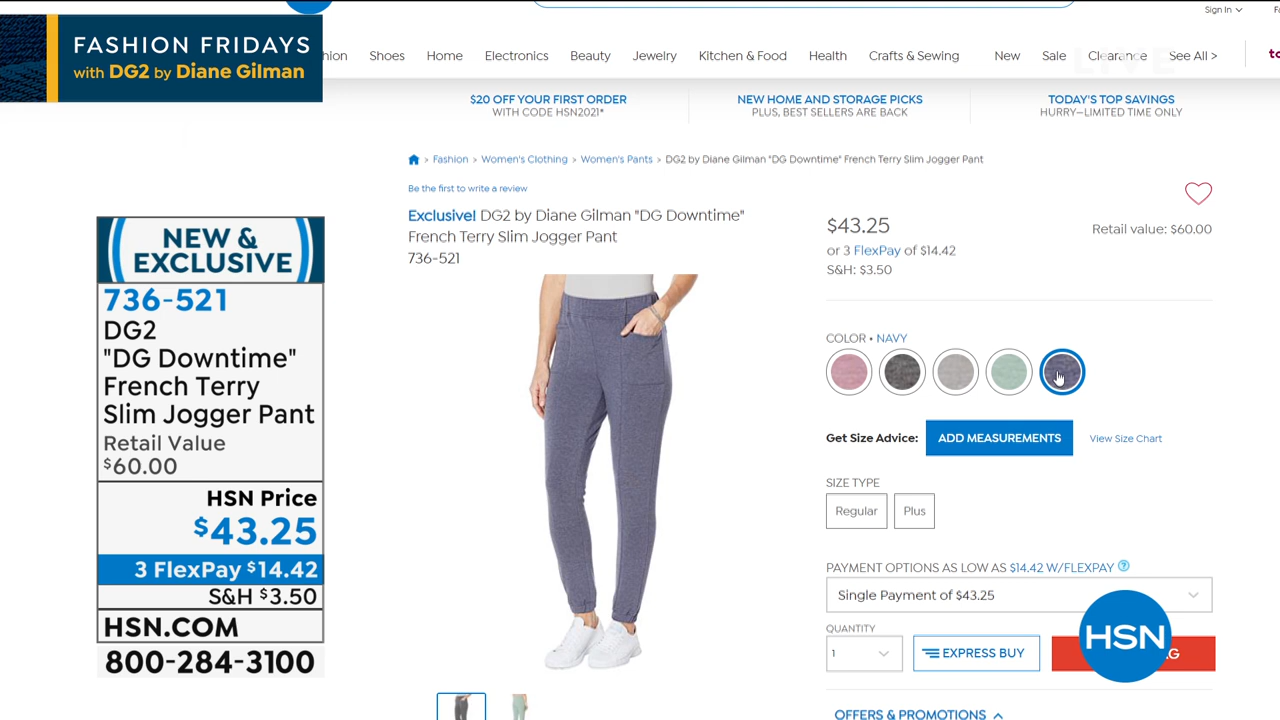 Sign In
FASHION FRIDAYS
with DG2 by Diane Gilman
Shoes
Home
Electronics
Beauty
Jewelry
Kitchen & Food
Health
Crafts & Sewing
New
Sale
Clearance
See All >
LIVE
$20 OFF YOUR FIRST ORDER
WITH CODE HSN2021*
NEW HOME AND STORAGE PICKS
PLUS, BEST SELLERS ARE BACK
TODAY'S TOP SAVINGS
HURRY—LIMITED TIME ONLY
> Fashion > Women's Clothing > Women's Pants > DG2 by Diane Gilman "DG Downtime" French Terry Slim Jogger Pant
Be the first to write a review
Exclusive! DG2 by Diane Gilman "DG Downtime"
French Terry Slim Jogger Pant
736-521
$43.25
Retail value: $60.00
or 3 FlexPay of $14.42
S&H: $3.50
COLOR • NAVY
Get Size Advice:
ADD MEASUREMENTS
View Size Chart
SIZE TYPE
Regular
Plus
PAYMENT OPTIONS AS LOW AS $14.42 W/FLEXPAY ?
Single Payment of $43.25
QUANTITY
1
EXPRESS BUY
HSN
OFFERS & PROMOTIONS
NEW &
EXCLUSIVE
736-521
DG2
"DG Downtime"
French Terry
Slim Jogger Pant
Retail Value
$60.00
HSN Price
$43.25
3 FlexPay $14.42
S&H $3.50
HSN.COM
800-284-3100